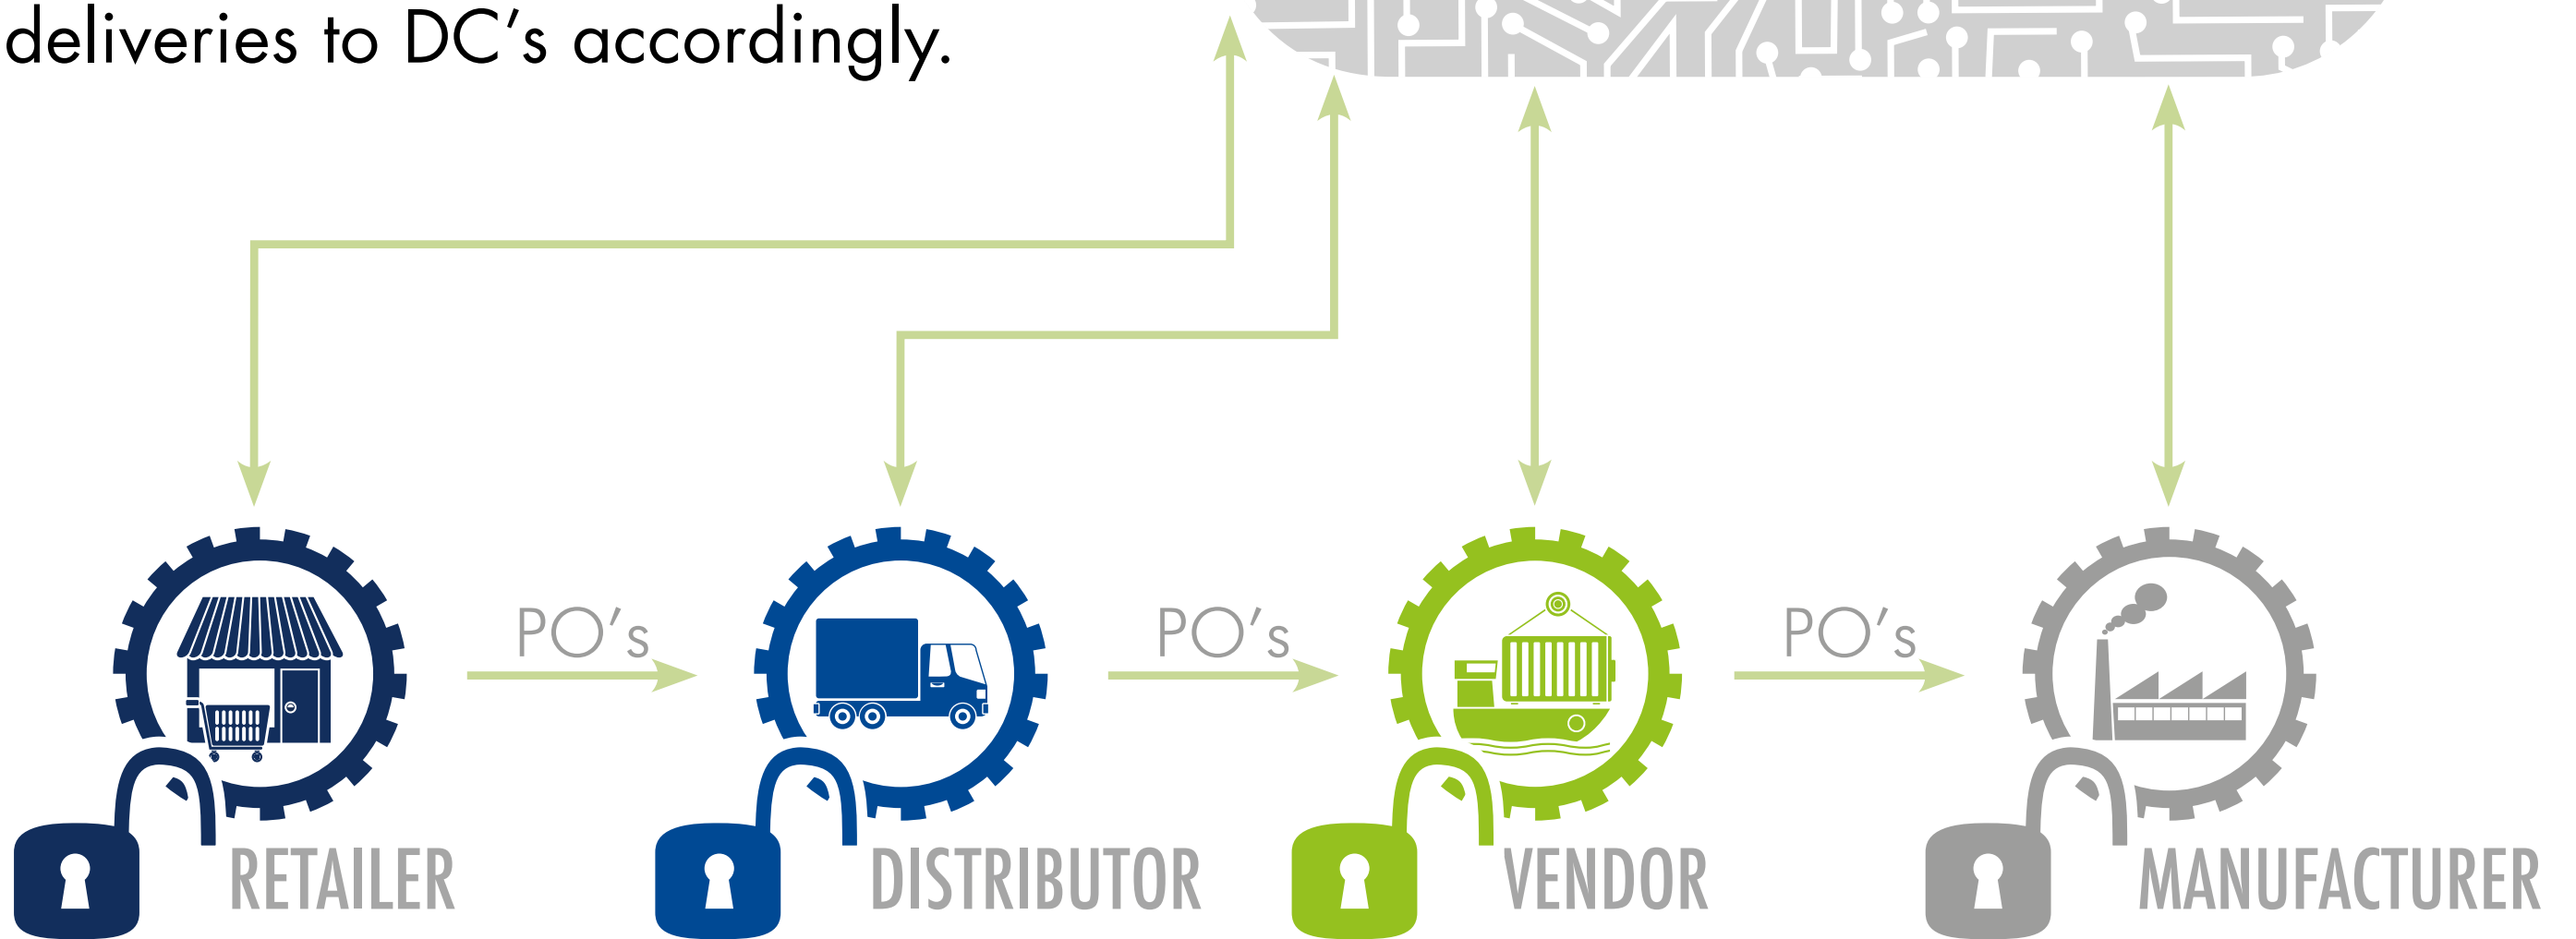 deliveries to DC's accordingly.
PO's
PO's
PO's
RETAILER
DISTRIBUTOR
VENDOR
MANUFACTURER